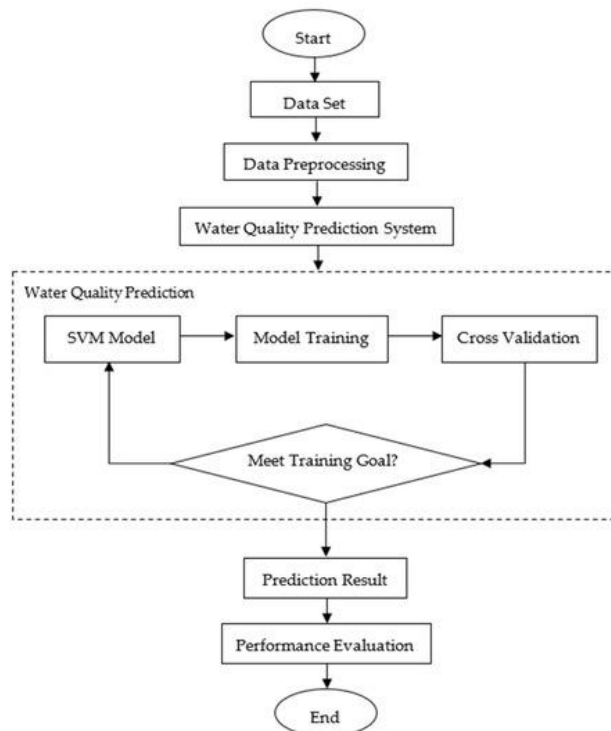 Start
Data Set
Data Preprocessing
Water Quality Prediction System
Water Quality Prediction
SVM Model
Model Training
Cross Validation
Meet Training Goal?
Prediction Result
Performance Evaluation
End